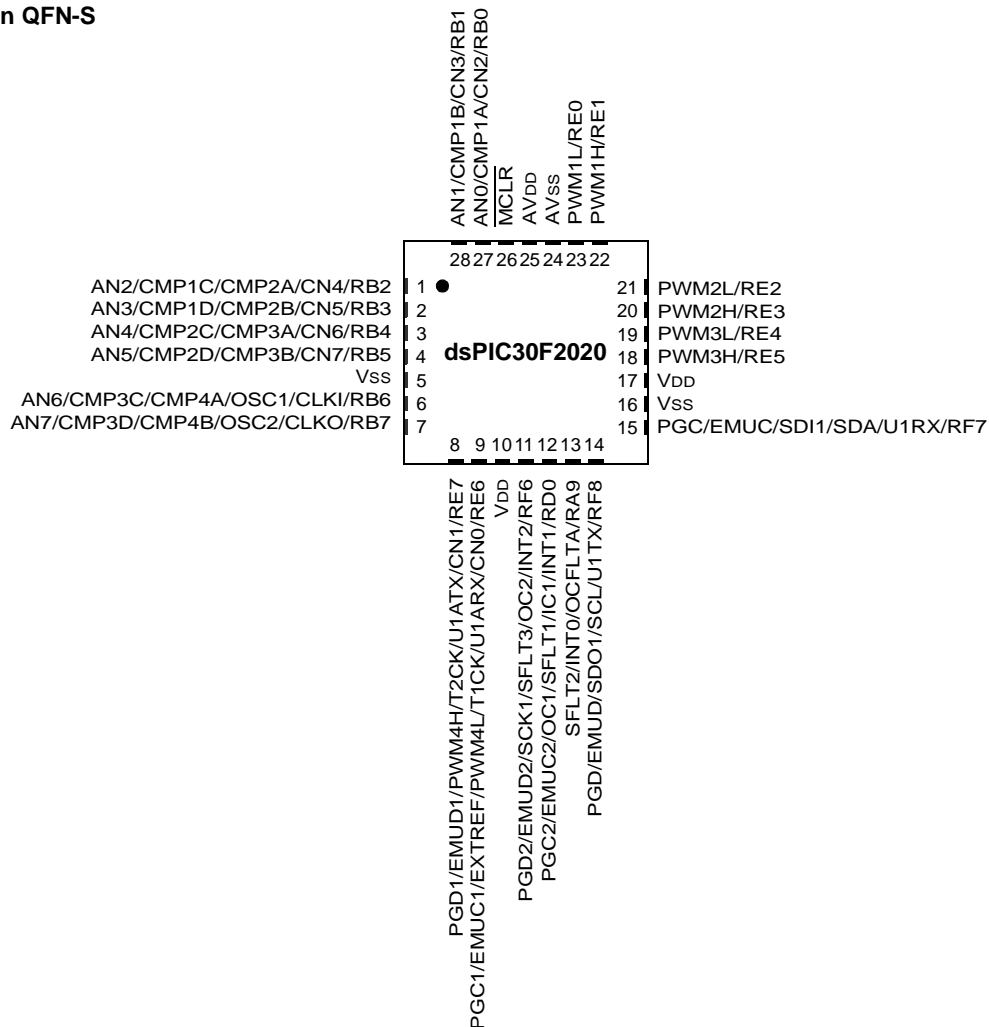 n QFN-S
AN1/CMP1B/CN3/RB1
AN0/CMP1A/CN2/RB0
MCLR
AVDD
AVSS
PWM1L/RE0
PWM1H/RE1
28 27 26 25 24 23 22
AN2/CMP1C/CMP2A/CN4/RB2 1
AN3/CMP1D/CMP2B/CN5/RB3 2
AN4/CMP2C/CMP3A/CN6/RB4 3
AN5/CMP2D/CMP3B/CN7/RB5 4
VSS 5
AN6/CMP3C/CMP4A/OSC1/CLKI/RB6 6
AN7/CMP3D/CMP4B/OSC2/CLKO/RB7 7
dsPIC30F2020
21 PWM2L/RE2
20 PWM2H/RE3
19 PWM3L/RE4
18 PWM3H/RE5
17 VDD
16 VSS
15 PGC/EMUC/SDI1/SDA/U1RX/RF7
8 9 10 11 12 13 14
PGD1/EMUD1/PWM4H/T2CK/U1ATX/CN1/RE7
PGC1/EMUC1/EXTREF/PWM4L/T1CK/U1ARX/CN0/RE6
VDD
PGD2/EMUD2/SCK1/SFLT3/OC2/INT2/RF6
PGC2/EMUC2/OC1/SFLT1/IC1/INT1/RD0
SFLT2/INT0/OCFLTA/RA9
PGD/EMUD/SDO1/SCL/U1TX/RF8